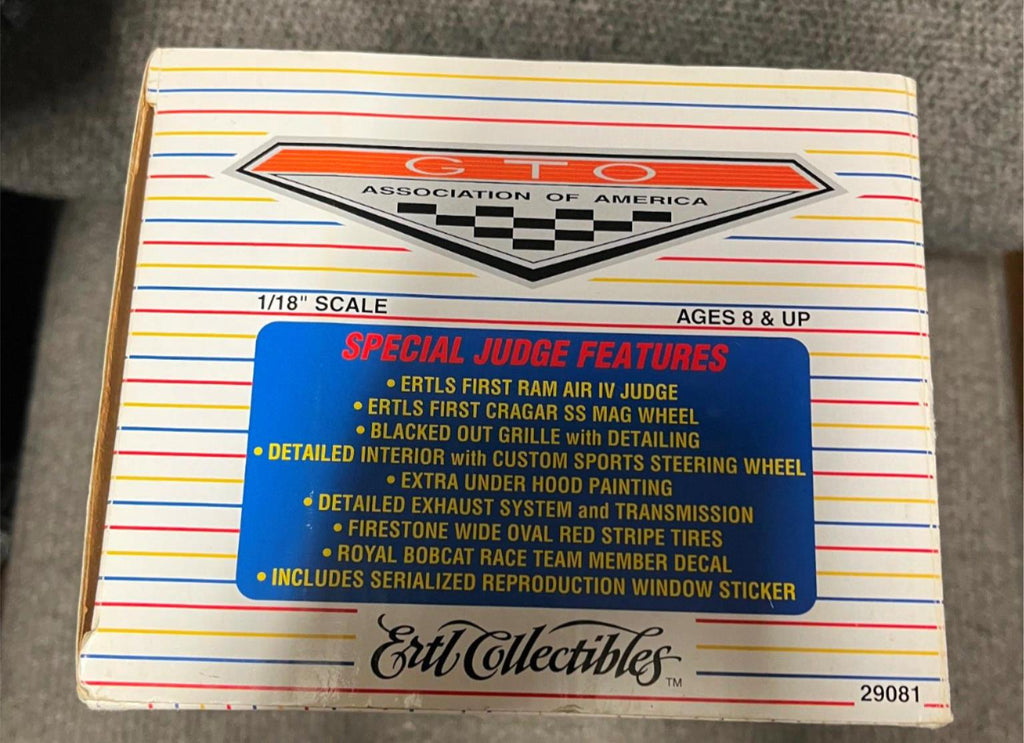 GTO
ASSOCIATION OF AMERICA
1/18" SCALE
AGES 8 & UP
SPECIAL JUDGE FEATURES
• ERTLS FIRST RAM AIR IV JUDGE
• ERTLS FIRST CRAGAR SS MAG WHEEL
• BLACKED OUT GRILLE with DETAILING
• DETAILED INTERIOR with CUSTOM SPORTS STEERING WHEEL
• EXTRA UNDER HOOD PAINTING
• DETAILED EXHAUST SYSTEM and TRANSMISSION
• FIRESTONE WIDE OVAL RED STRIPE TIRES
• ROYAL BOBCAT RACE TEAM MEMBER DECAL
• INCLUDES SERIALIZED REPRODUCTION WINDOW STICKER
Ertl Collectibles TM
29081